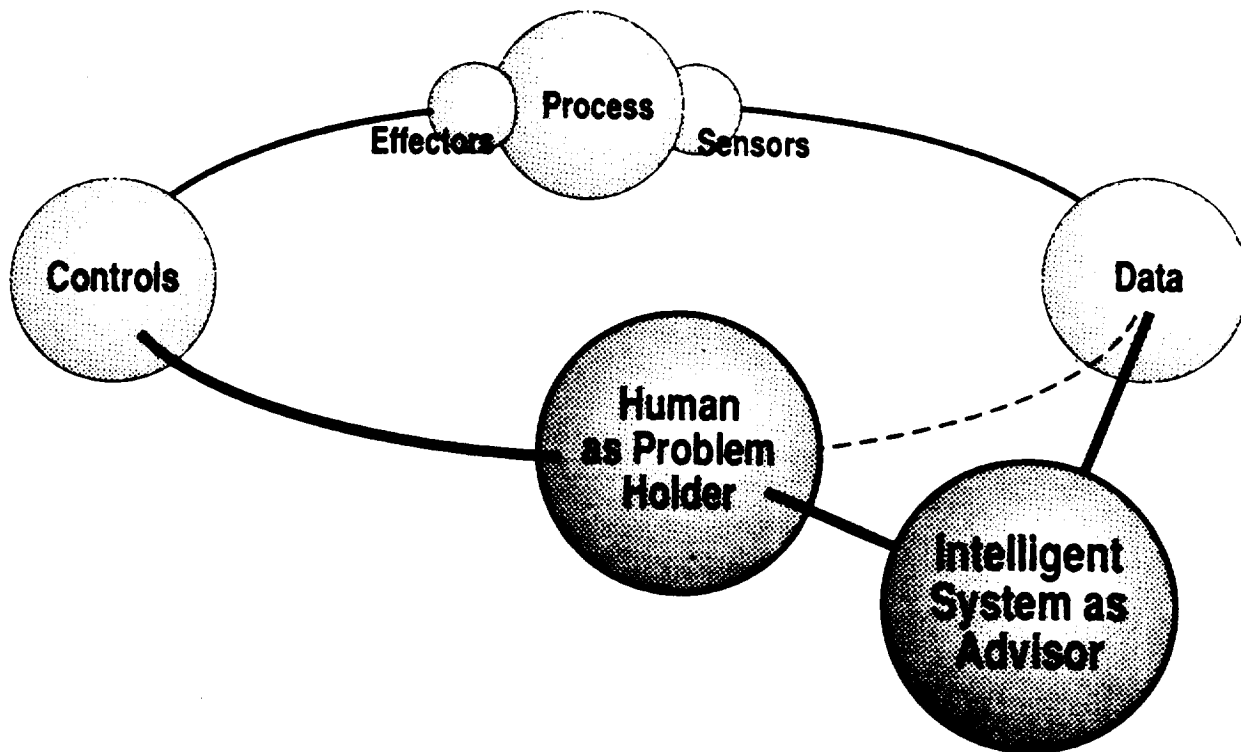 Process
Effectors
Sensors
Controls
Data
Human
as Problem
Holder
Intelligent
System as
Advisor